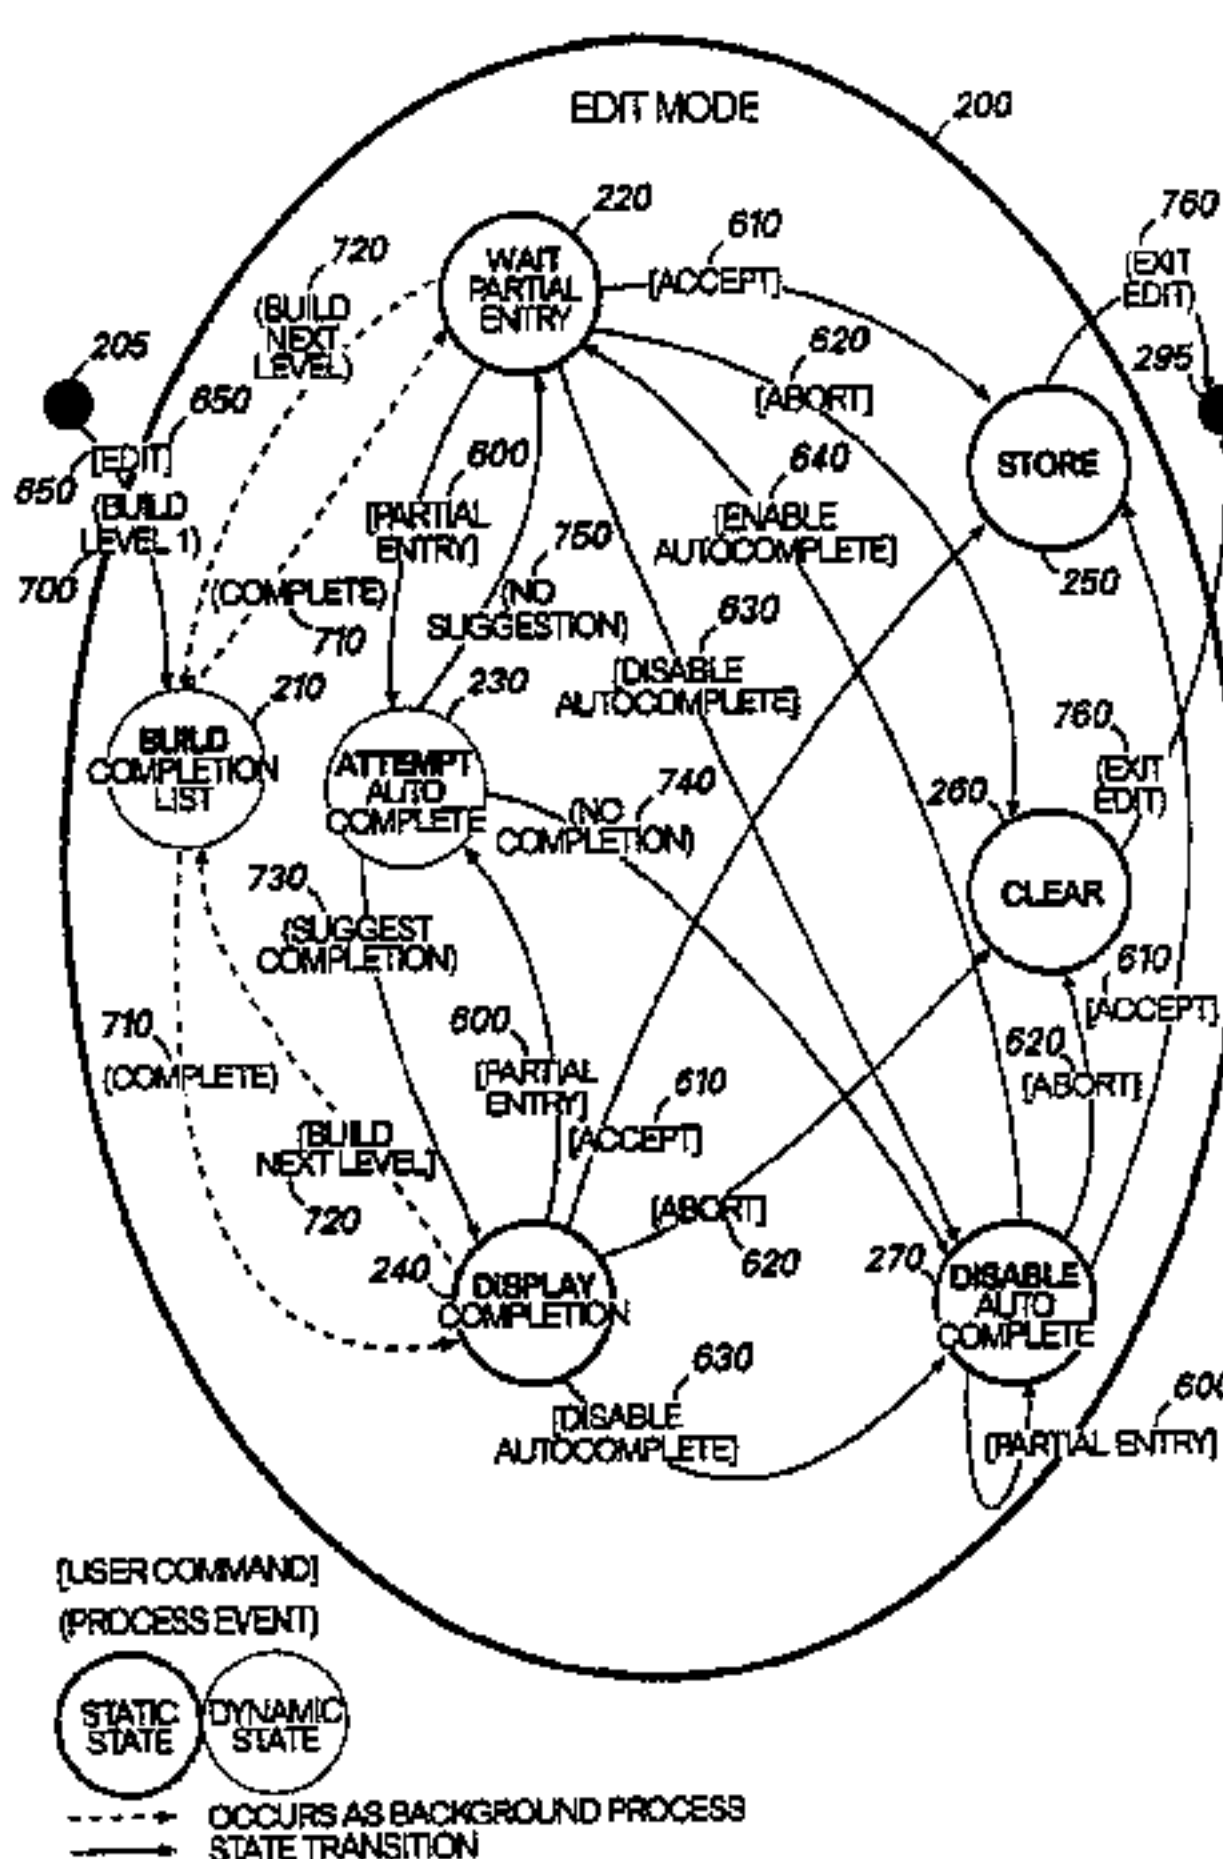 EDIT MODE
200
220
WAIT
PARTIAL
ENTRY
610
[ACCEPT]
760
(EXIT
EDIT)
720
(BUILD
NEXT
LEVEL)
205
650
[EDIT]
650
(BUILD
LEVEL 1)
700
620
[ABORT]
295
STORE
250
600
[PARTIAL
ENTRY]
640
[ENABLE
AUTOCOMPLETE]
750
(NO
SUGGESTION)
(COMPLETE)
710
630
[DISABLE
AUTOCOMPLETE]
210
BUILD
COMPLETION
LIST
230
ATTEMPT
AUTO
COMPLETE
740
(NO
COMPLETION)
760
(EXIT
EDIT)
260
CLEAR
730
(SUGGEST
COMPLETION)
610
[ACCEPT]
710
(COMPLETE)
600
[PARTIAL
ENTRY]
610
[ACCEPT]
620
[ABORT]
(BUILD
NEXT LEVEL]
720
[ABORT]
620
240
DISPLAY
COMPLETION
270
DISABLE
AUTO
COMPLETE
630
[DISABLE
AUTOCOMPLETE]
600
[PARTIAL ENTRY]
[USER COMMAND]
(PROCESS EVENT)
STATIC
STATE
DYNAMIC
STATE
OCCURS AS BACKGROUND PROCESS
STATE TRANSITION